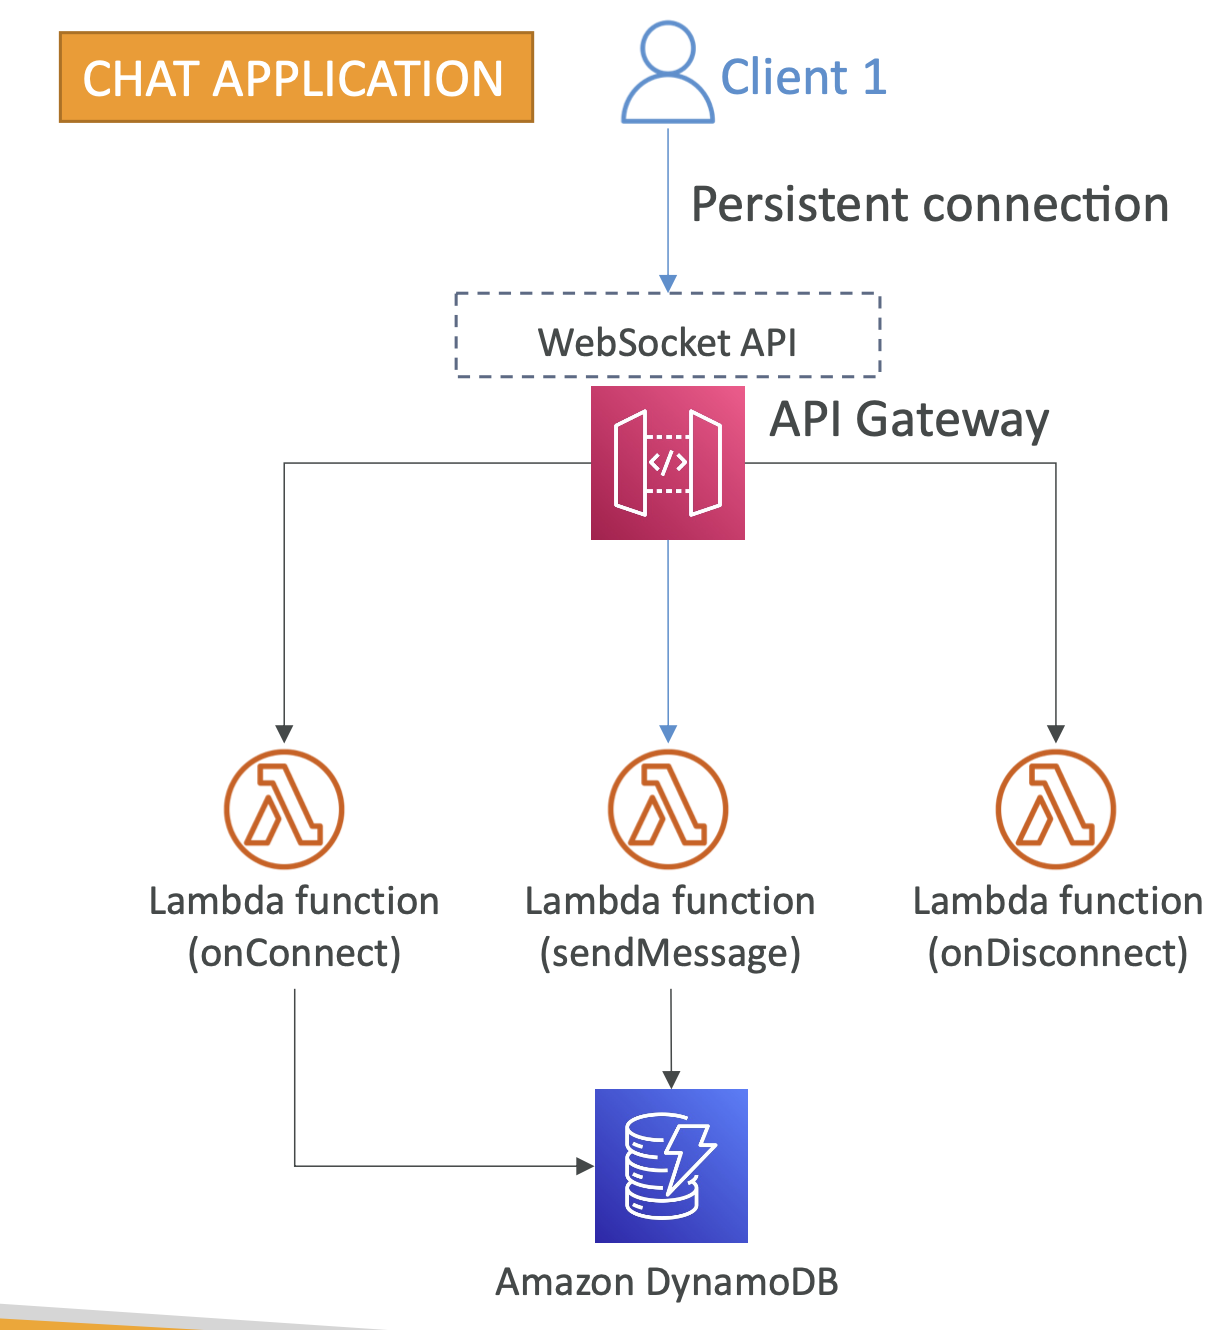 CHAT APPLICATION
Client 1
Persistent connection
WebSocket API
API Gateway
</>
Lambda function
(onConnect)
Lambda function
(sendMessage)
Lambda function
(onDisconnect)
Amazon DynamoDB